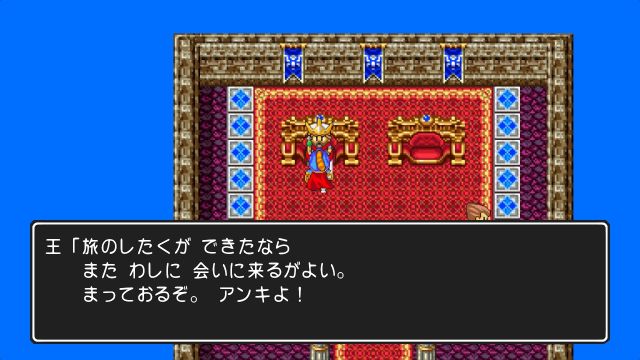 王「旅のしたくが できたなら
また わしに 会いに来るがよい。
まっておるぞ。 アンキよ！